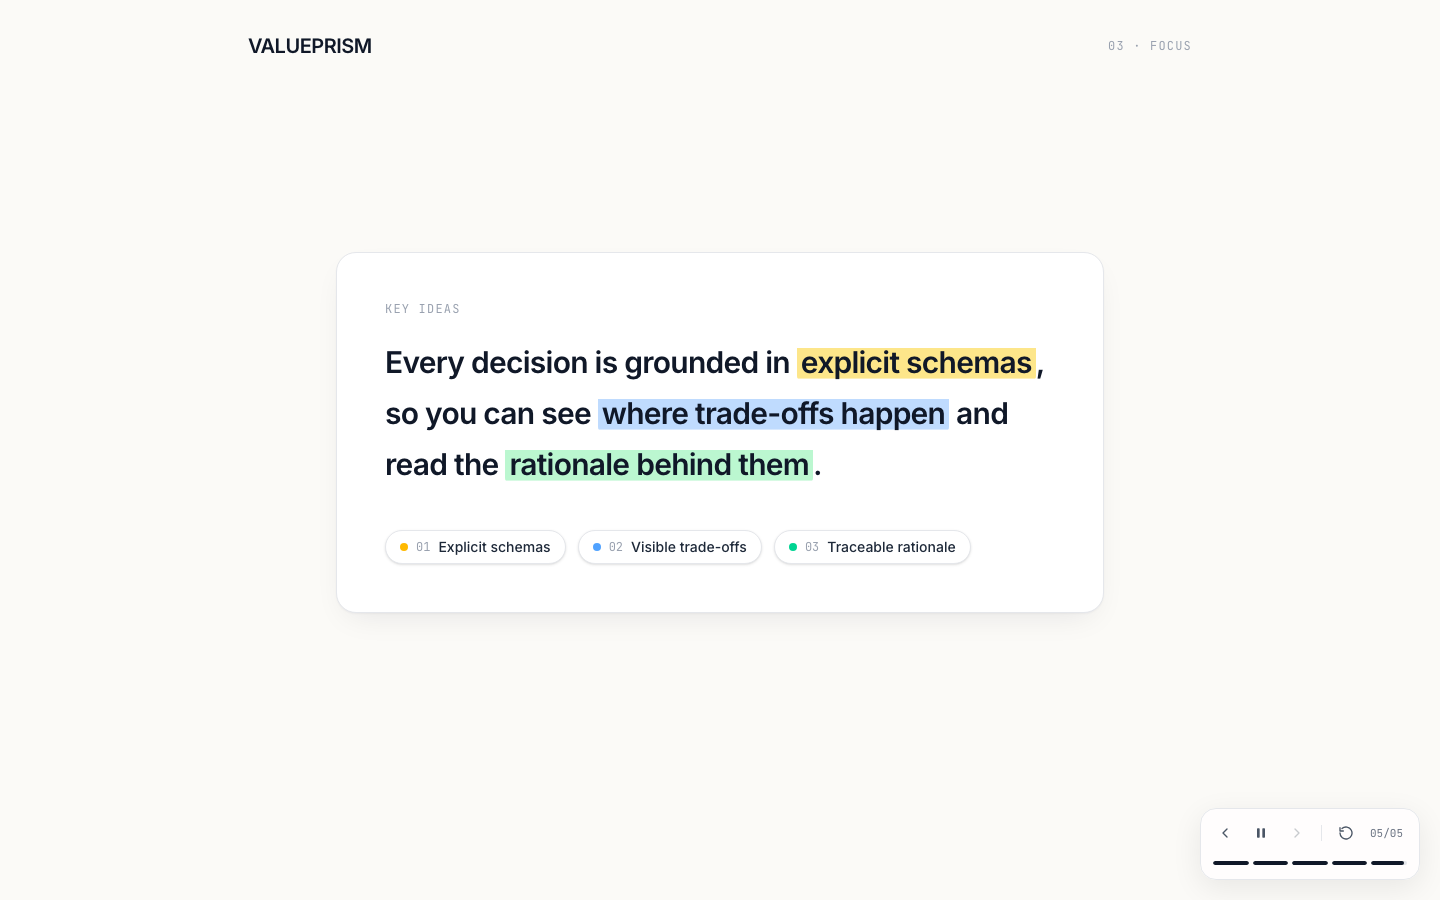 VALUEPRISM
03 · FOCUS
KEY IDEAS
Every decision is grounded in explicit schemas,
so you can see where trade-offs happen and
read the rationale behind them.
01 Explicit schemas
02 Visible trade-offs
03 Traceable rationale
05/05